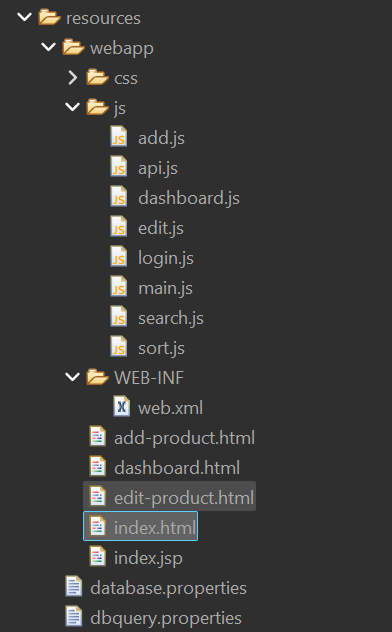 resources
webapp
css
js
add.js
api.js
dashboard.js
edit.js
login.js
main.js
search.js
sort.js
WEB-INF
web.xml
add-product.html
dashboard.html
edit-product.html
index.html
index.jsp
database.properties
dbquery.properties